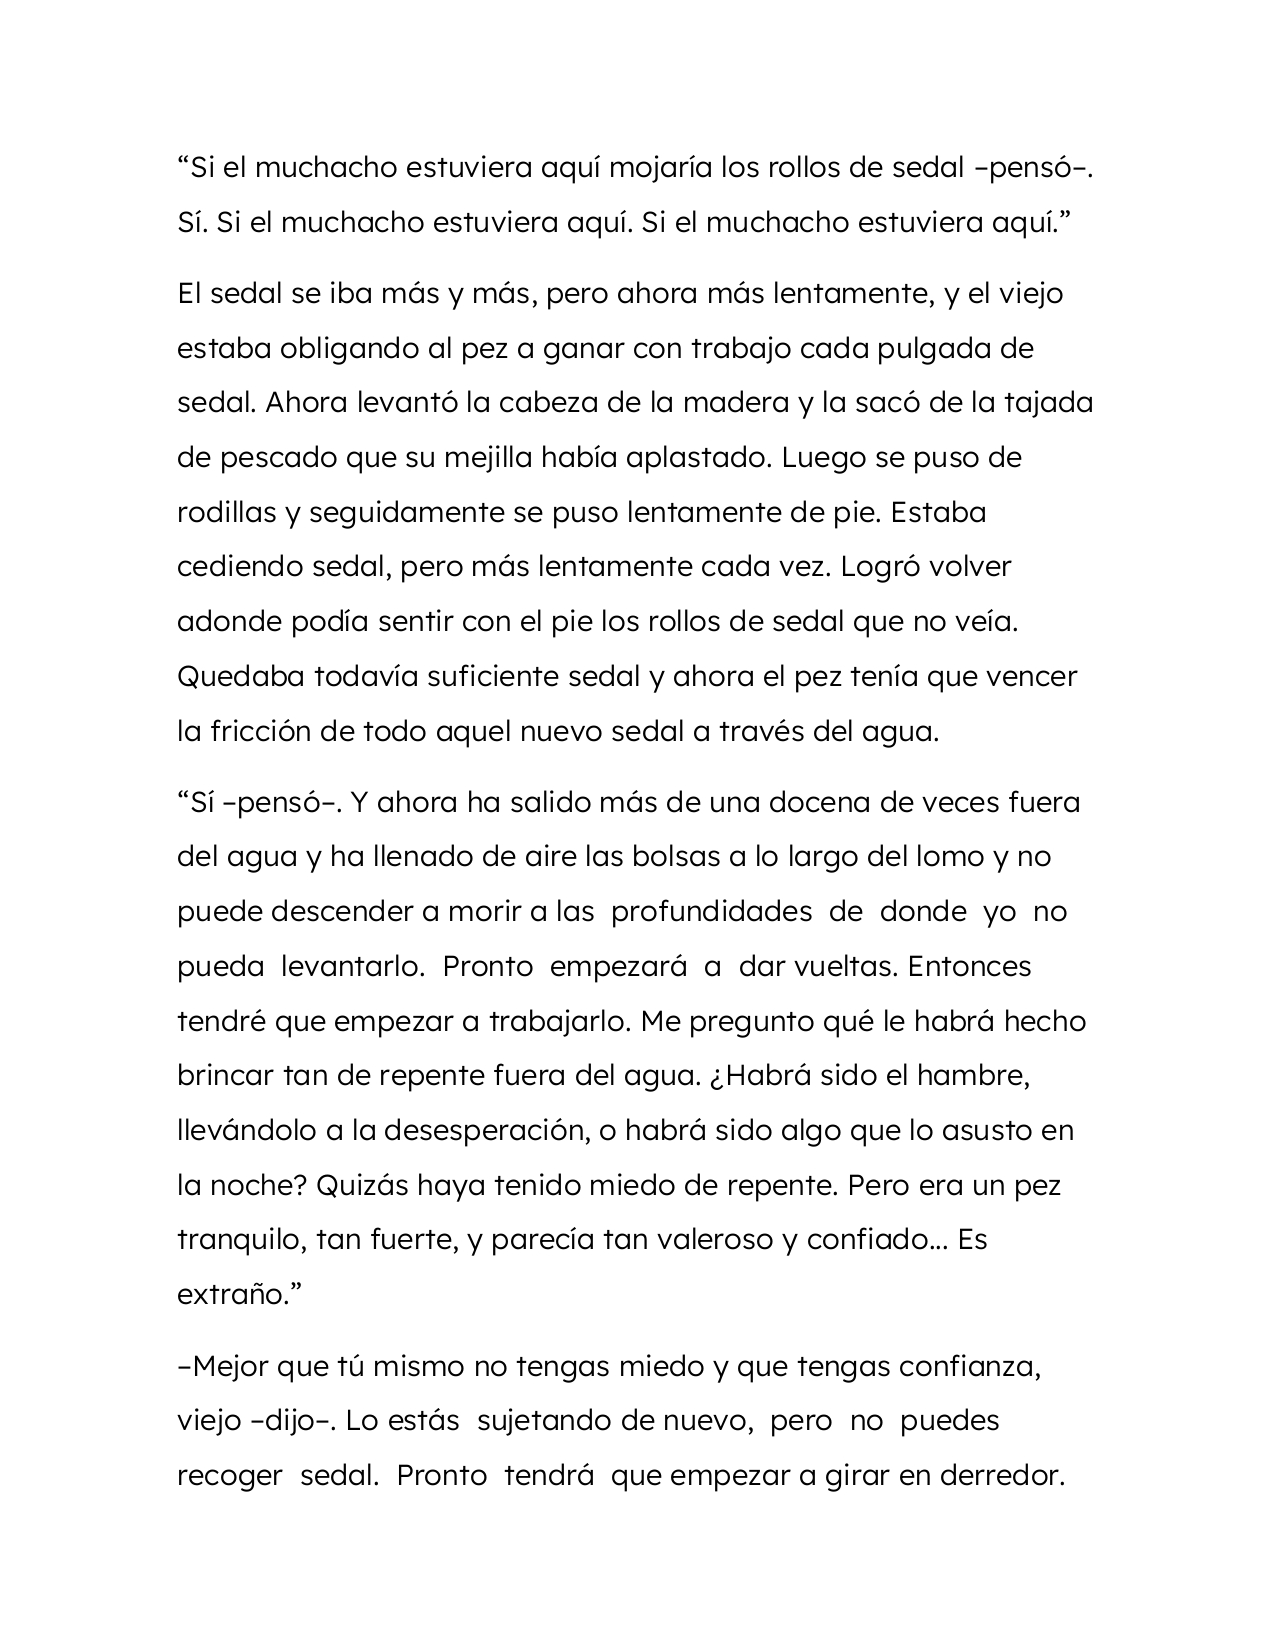 “Si el muchacho estuviera aquí mojaría los rollos de sedal –pensó–.
Sí. Si el muchacho estuviera aquí. Si el muchacho estuviera aquí.”
El sedal se iba más y más, pero ahora más lentamente, y el viejo
estaba obligando al pez a ganar con trabajo cada pulgada de
sedal. Ahora levantó la cabeza de la madera y la sacó de la tajada
de pescado que su mejilla había aplastado. Luego se puso de
rodillas y seguidamente se puso lentamente de pie. Estaba
cediendo sedal, pero más lentamente cada vez. Logró volver
adonde podía sentir con el pie los rollos de sedal que no veía.
Quedaba todavía suficiente sedal y ahora el pez tenía que vencer
la fricción de todo aquel nuevo sedal a través del agua.
“Sí –pensó–. Y ahora ha salido más de una docena de veces fuera
del agua y ha llenado de aire las bolsas a lo largo del lomo y no
puede descender a morir a las profundidades de donde yo no
pueda levantarlo. Pronto empezará a dar vueltas. Entonces
tendré que empezar a trabajarlo. Me pregunto qué le habrá hecho
brincar tan de repente fuera del agua. ¿Habrá sido el hambre,
llevándolo a la desesperación, o habrá sido algo que lo asusto en
la noche? Quizás haya tenido miedo de repente. Pero era un pez
tranquilo, tan fuerte, y parecía tan valeroso y confiado... Es
extraño.”
–Mejor que tú mismo no tengas miedo y que tengas confianza,
viejo –dijo–. Lo estás sujetando de nuevo, pero no puedes
recoger sedal. Pronto tendrá que empezar a girar en derredor.